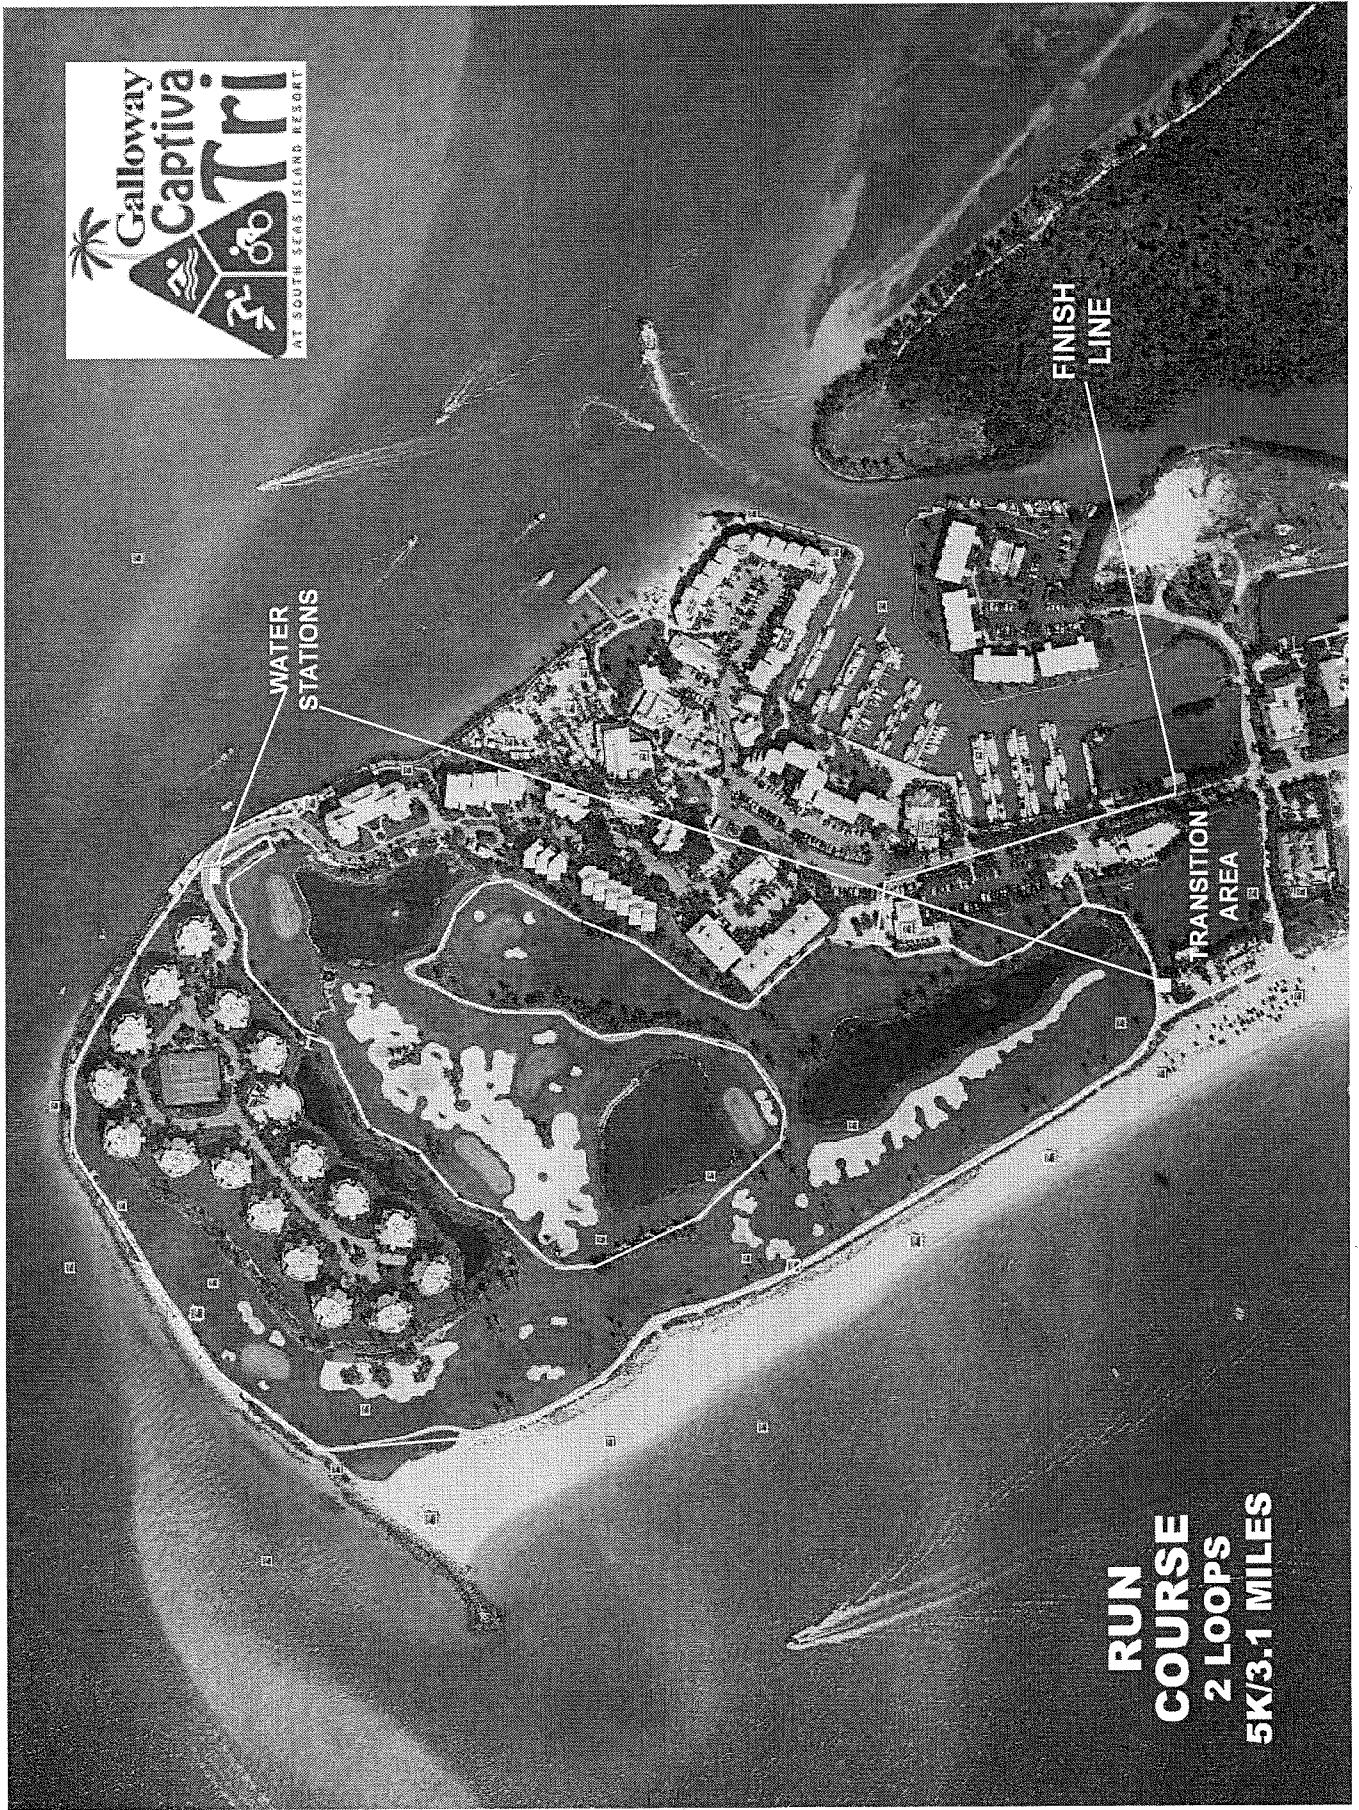 Galloway
Captiva
Tri
AT SOUTH SEAS ISLAND RESORT
WATER
STATIONS
FINISH
LINE
TRANSITION
AREA
RUN
COURSE
2 LOOPS
5K/3.1 MILES